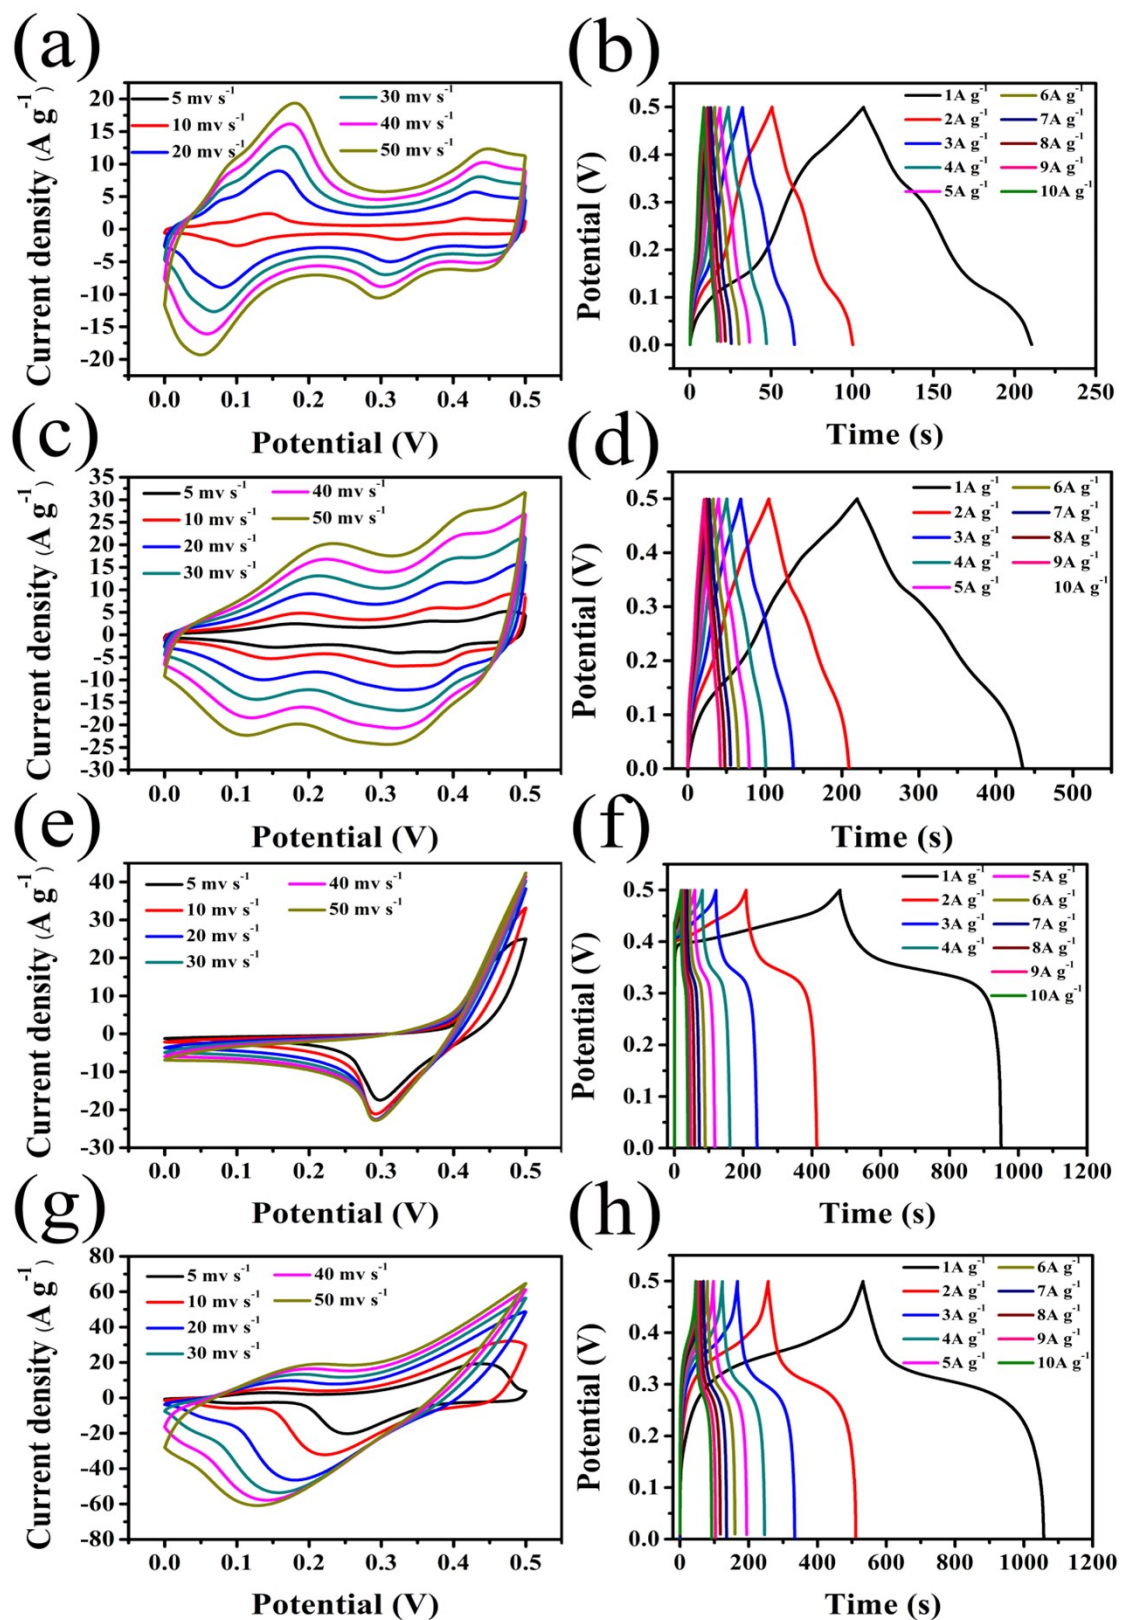 (a)
Current density (A g-1)
20
15
10
5
0
-5
-10
-15
-20
5 mv s-1
10 mv s-1
20 mv s-1
30 mv s-1
40 mv s-1
50 mv s-1
0.0 0.1 0.2 0.3 0.4 0.5
Potential (V)
(b)
Potential (V)
0.5
0.4
0.3
0.2
0.1
0.0
1A g-1
2A g-1
3A g-1
4A g-1
5A g-1
6A g-1
7A g-1
8A g-1
9A g-1
10A g-1
0 50 100 150 200 250
Time (s)
(c)
Current density (A g-1)
35
30
25
20
15
10
5
0
-5
-10
-15
-20
-25
-30
5 mv s-1
10 mv s-1
20 mv s-1
30 mv s-1
40 mv s-1
50 mv s-1
0.0 0.1 0.2 0.3 0.4 0.5
Potential (V)
(d)
Potential (V)
0.5
0.4
0.3
0.2
0.1
0.0
1A g-1
2A g-1
3A g-1
4A g-1
5A g-1
6A g-1
7A g-1
8A g-1
9A g-1
10A g-1
0 100 200 300 400 500
Time (s)
(e)
Current density (A g-1)
40
30
20
10
0
-10
-20
-30
5 mv s-1
10 mv s-1
20 mv s-1
30 mv s-1
40 mv s-1
50 mv s-1
0.0 0.1 0.2 0.3 0.4 0.5
Potential (V)
(f)
Potential (V)
0.5
0.4
0.3
0.2
0.1
0.0
1A g-1
2A g-1
3A g-1
4A g-1
5A g-1
6A g-1
7A g-1
8A g-1
9A g-1
10A g-1
0 200 400 600 800 1000 1200
Time (s)
(g)
Current density (A g-1)
80
60
40
20
0
-20
-40
-60
-80
5 mv s-1
10 mv s-1
20 mv s-1
30 mv s-1
40 mv s-1
50 mv s-1
0.0 0.1 0.2 0.3 0.4 0.5
Potential (V)
(h)
Potential (V)
0.5
0.4
0.3
0.2
0.1
0.0
1A g-1
2A g-1
3A g-1
4A g-1
5A g-1
6A g-1
7A g-1
8A g-1
9A g-1
10A g-1
0 200 400 600 800 1000 1200
Time (s)